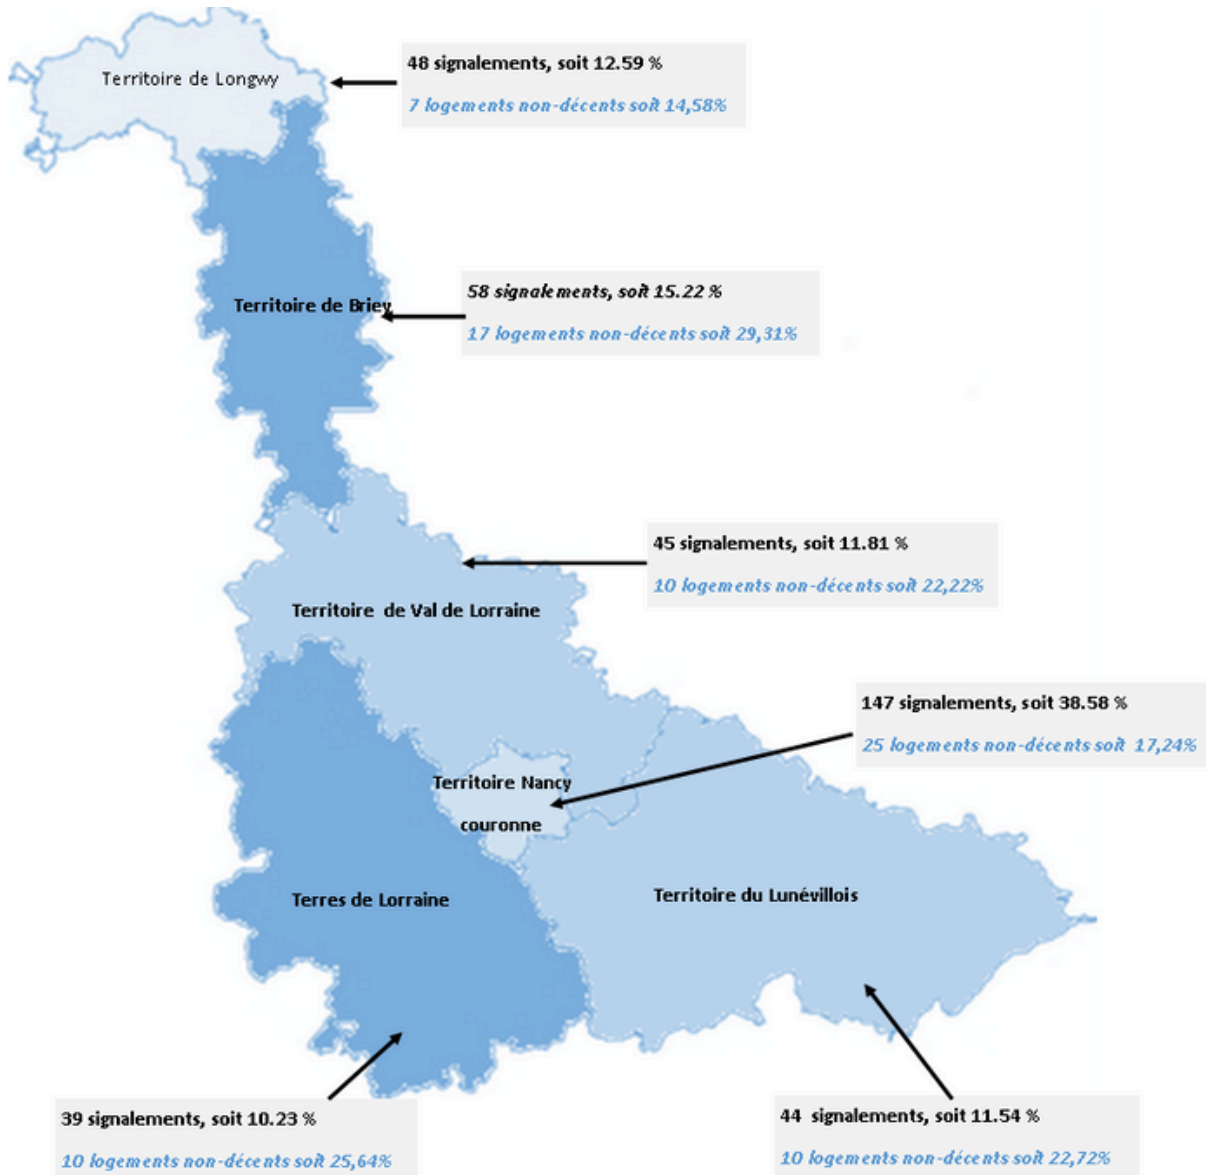 48 signalements, soit 12.59 %
Territoire de Longwy
7 logements non-décents soit 14,58%
58 signalements, soit 15.22 %
Territoire de Briey
17 logements non-décents soit 29,31%
45 signalements, soit 11.81 %
10 logements non-décents soit 22,22%
Territoire de Val de Lorraine
147 signalements, soit 38.58 %
25 logements non-décents soit 17,24%
Territoire Nancy
couronne
Terres de Lorraine
Territoire du Lunévillois
39 signalements, soit 10.23 %
10 logements non-décents soit 25,64%
44 signalements, soit 11.54 %
10 logements non-décents soit 22,72%